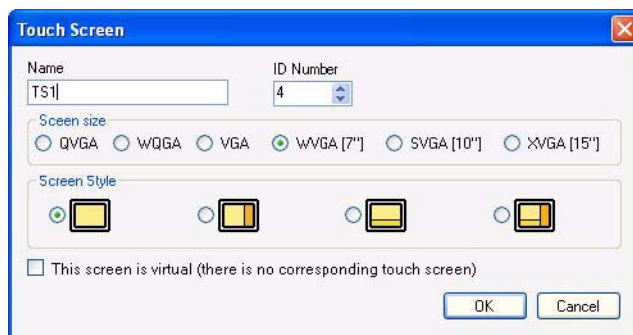 Touch Screen
Name ID Number
TS1 4
Sceen size
QVGA WQGA VGA WVGA [7"] SVGA [10"] XVGA [15"]
Screen Style
This screen is virtual (there is no corresponding touch screen)
OK Cancel